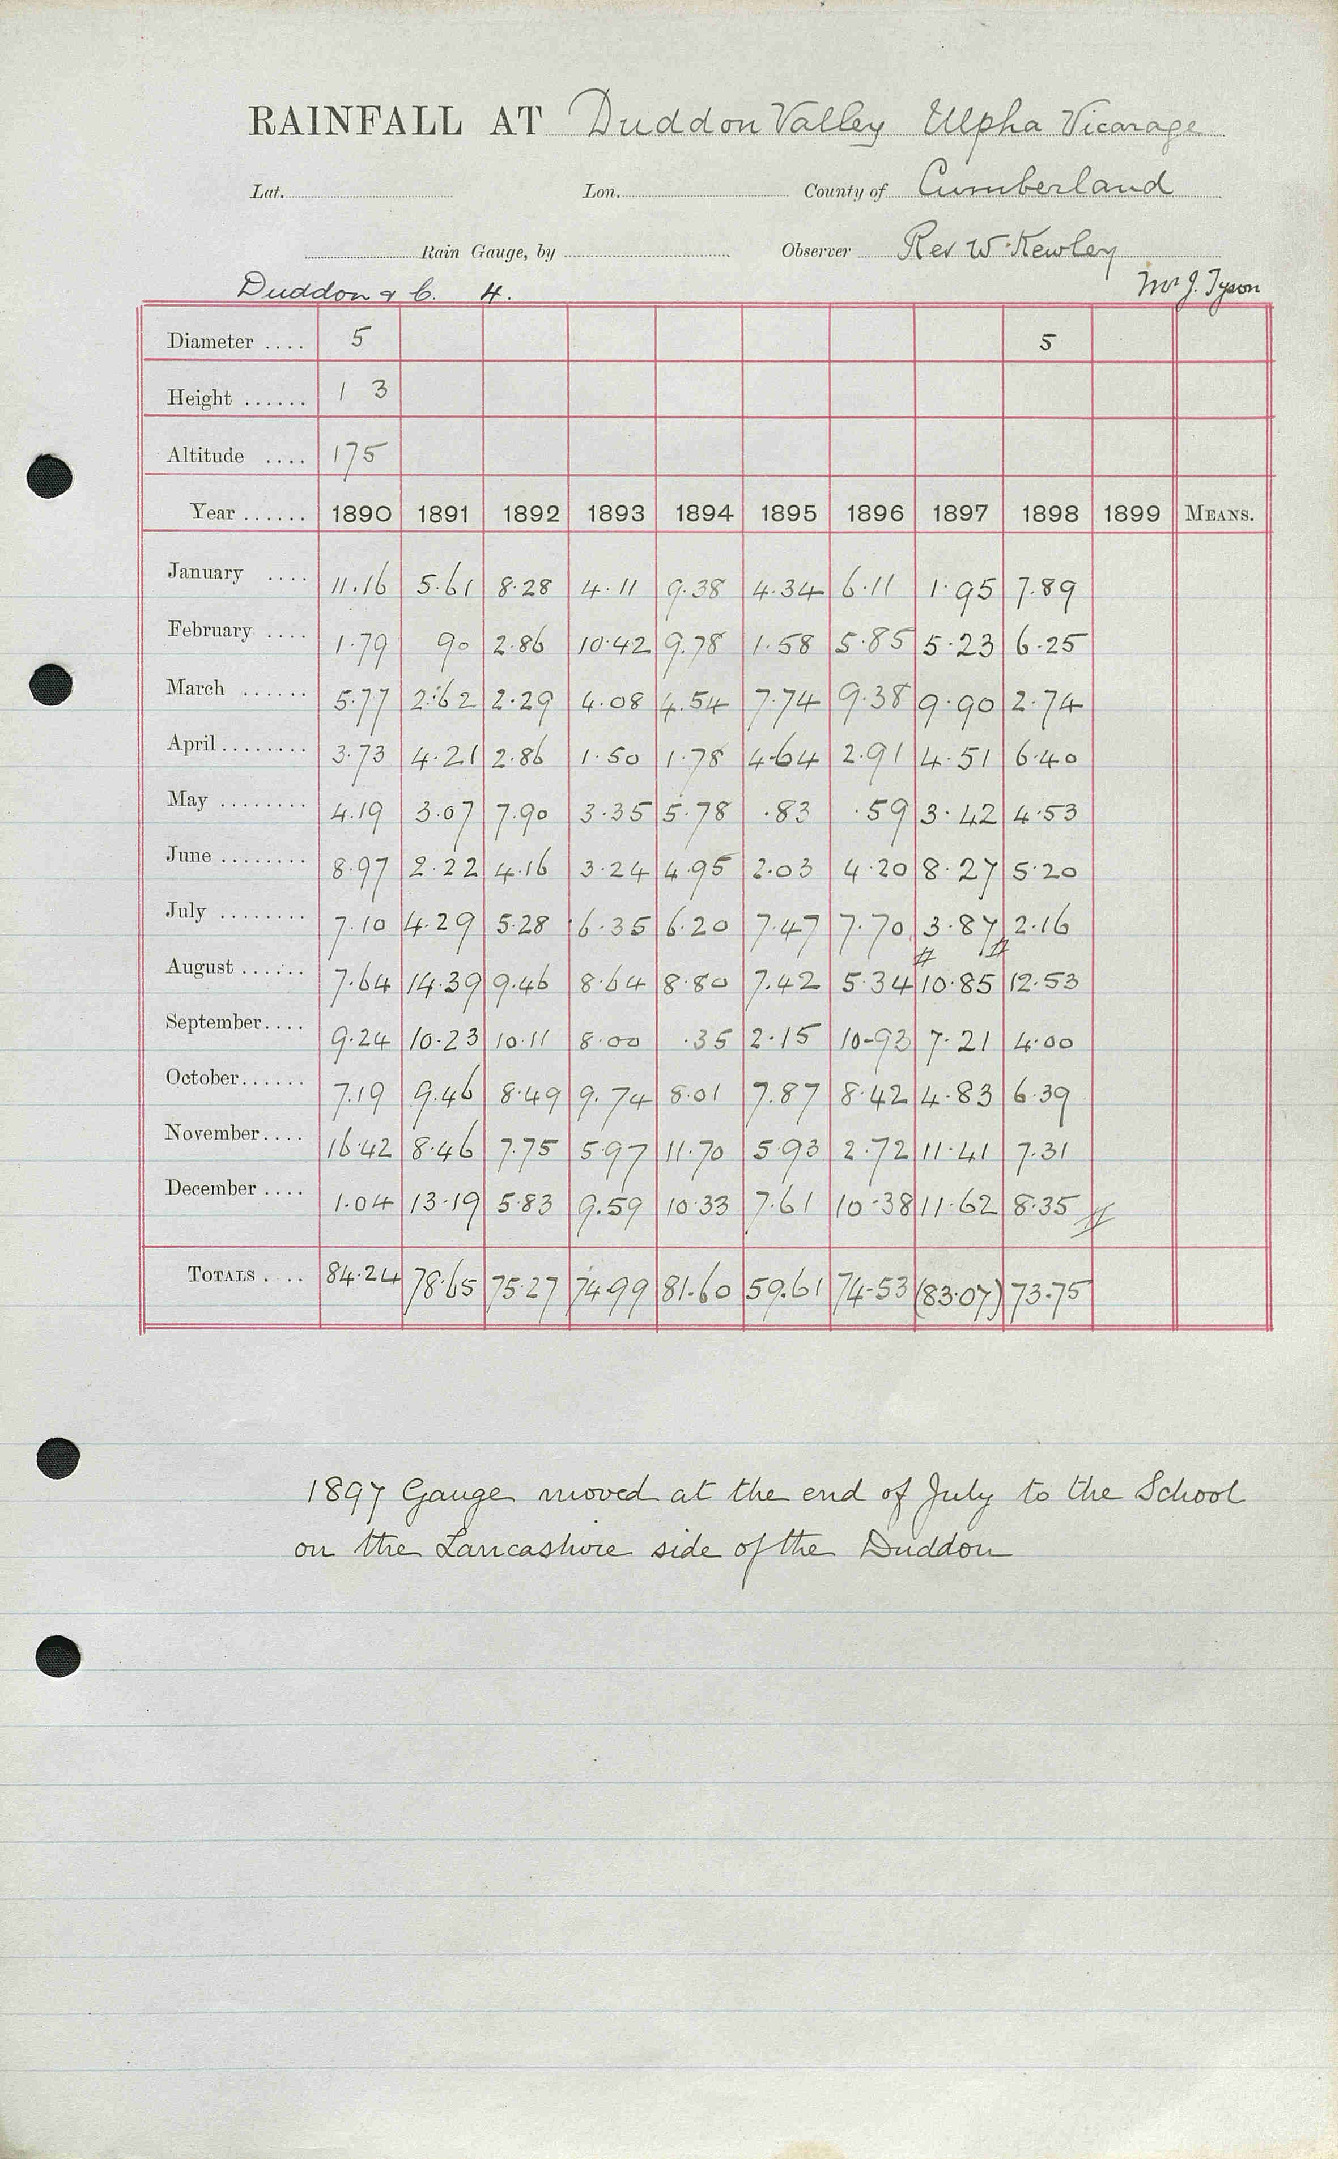 RAINFALL AT Duddon Valley Ulpha Vicarage
Lat. Lon. County of Cumberland
Rain Gauge, by Observer Rev W. Kewley
Duddon & C. 4. Mr J. Tyson
Diameter .... 5 5
Height ...... 1 3
Altitude .... 175
Year ...... 1890 1891 1892 1893 1894 1895 1896 1897 1898 1899 MEANS.
January .... 11.16 5.61 8.28 4.11 9.38 4.34 6.11 1.95 7.89
February .... 1.79 90 2.86 10.42 9.78 1.58 5.85 5.23 6.25
March ...... 5.77 2.62 2.29 4.08 4.54 7.74 9.38 9.90 2.74
April ........ 3.73 4.21 2.86 1.50 1.78 4.64 2.91 4.51 6.40
May ........ 4.19 3.07 7.90 3.35 5.78 .83 .59 3.42 4.53
June ........ 8.97 2.22 4.16 3.24 4.95 2.03 4.20 8.27 5.20
July ........ 7.10 4.29 5.28 6.35 6.20 7.47 7.70 3.87 2.16
August ...... 7.64 14.39 9.46 8.64 8.80 7.42 5.34 10.85 12.53
September.... 9.24 10.23 10.11 8.00 .35 2.15 10.93 7.21 4.00
October...... 7.19 9.46 8.49 9.74 8.01 7.87 8.42 4.83 6.39
November.... 16.42 8.46 7.75 5.97 11.70 5.93 2.72 11.41 7.31
December .... 1.04 13.19 5.83 9.59 10.33 7.61 10.38 11.62 8.35
TOTALS .... 84.24 78.65 75.27 74.99 81.60 59.61 74.53 (83.07) 73.75
1897 Gauge moved at the end of July to the School
on the Lancashire side of the Duddon